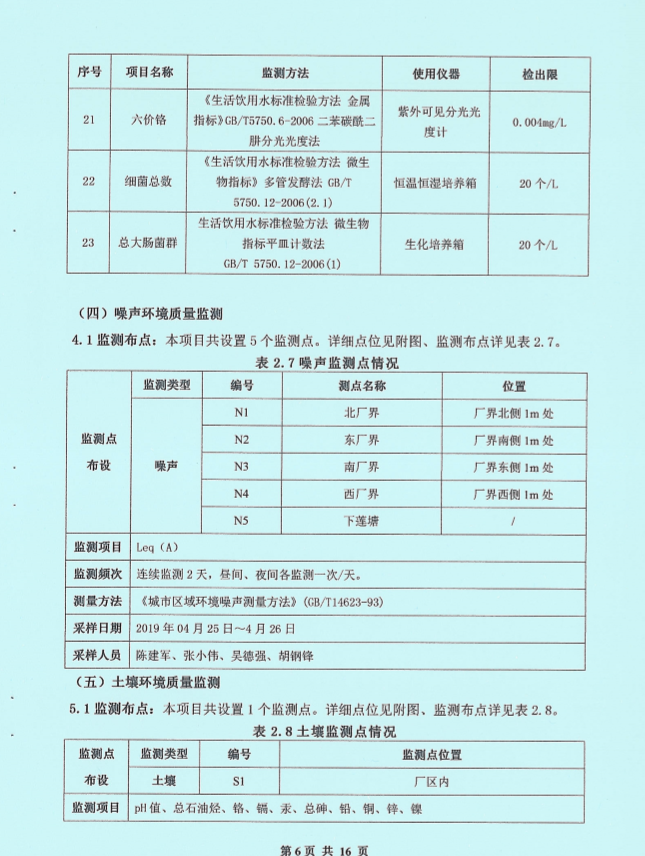 序号 项目名称 监测方法 使用仪器 检出限
21 六价铬 《生活饮用水标准检验方法 金属指标》GB/T5750.6-2006 二苯碳酰二肼分光光度法 紫外可见分光光度计 0.004mg/L
22 细菌总数 《生活饮用水标准检验方法 微生物指标》多管发酵法 GB/T 5750.12-2006(2.1) 恒温恒湿培养箱 20 个/L
23 总大肠菌群 生活饮用水标准检验方法 微生物指标平皿计数法 GB/T 5750.12-2006(1) 生化培养箱 20 个/L
（四）噪声环境质量监测
4.1 监测布点：本项目共设置 5 个监测点。详细点位见附图、监测布点详见表 2.7。
表 2.7 噪声监测点情况
监测点布设 监测类型 编号 测点名称 位置
噪声 N1 北厂界 厂界北侧 1m 处
N2 东厂界 厂界南侧 1m 处
N3 南厂界 厂界东侧 1m 处
N4 西厂界 厂界西侧 1m 处
N5 下莲塘 /
监测项目 Leq（A）
监测频次 连续监测 2 天，昼间、夜间各监测一次/天。
测量方法 《城市区域环境噪声测量方法》(GB/T14623-93)
采样日期 2019 年 04 月 25 日～4 月 26 日
采样人员 陈建军、张小伟、吴德强、胡钢锋
（五）土壤环境质量监测
5.1 监测布点：本项目共设置 1 个监测点。详细点位见附图、监测布点详见表 2.8。
表 2.8 土壤监测点情况
监测点布设 监测类型 编号 监测点位置
土壤 S1 厂区内
监测项目 pH 值、总石油烃、铬、镉、汞、总砷、铅、铜、锌、镍
第 6 页 共 16 页